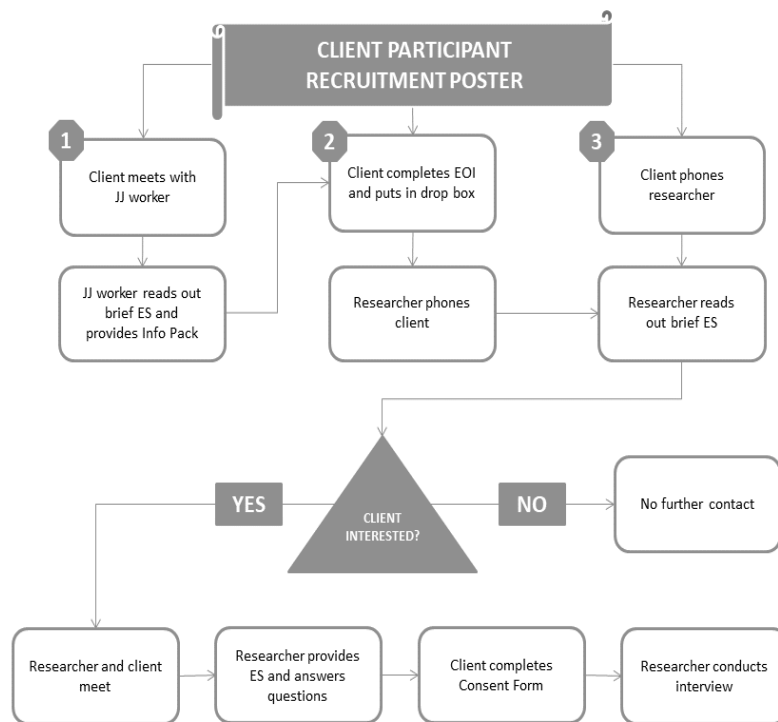 CLIENT PARTICIPANT
RECRUITMENT POSTER
1
Client meets with
JJ worker
2
Client completes EOI
and puts in drop box
3
Client phones
researcher
JJ worker reads out
brief ES and
provides Info Pack
Researcher phones
client
Researcher reads
out brief ES
YES
CLIENT
INTERESTED?
NO
No further contact
Researcher and client
meet
Researcher provides
ES and answers
questions
Client completes
Consent Form
Researcher conducts
interview